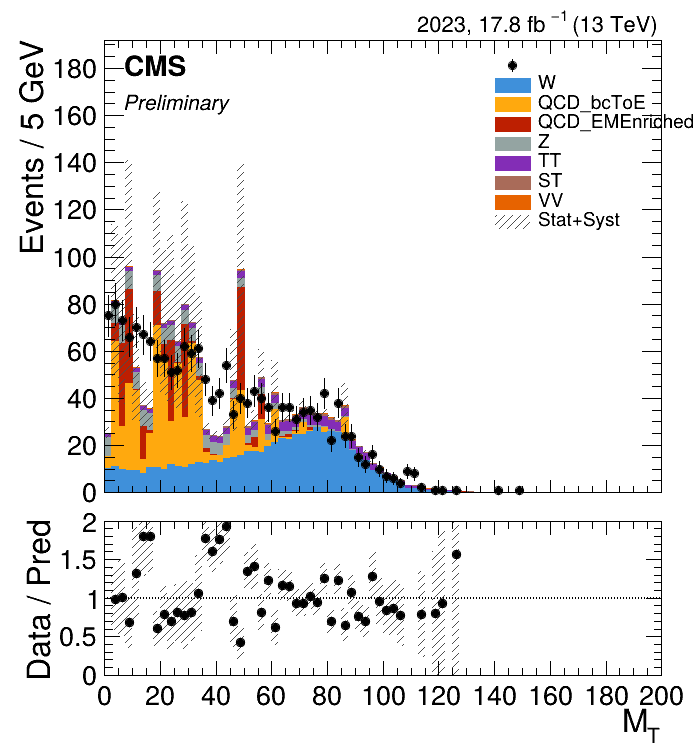 2023, 17.8 fb⁻¹ (13 TeV)
CMS
Preliminary
W
QCD_bcToE
QCD_EMEnriched
Z
TT
ST
VV
Stat+Syst
Events / 5 GeV
180
160
140
120
100
80
60
40
20
0
Data / Pred
2
1.5
1
0.5
0
0 20 40 60 80 100 120 140 160 180 200
M_T